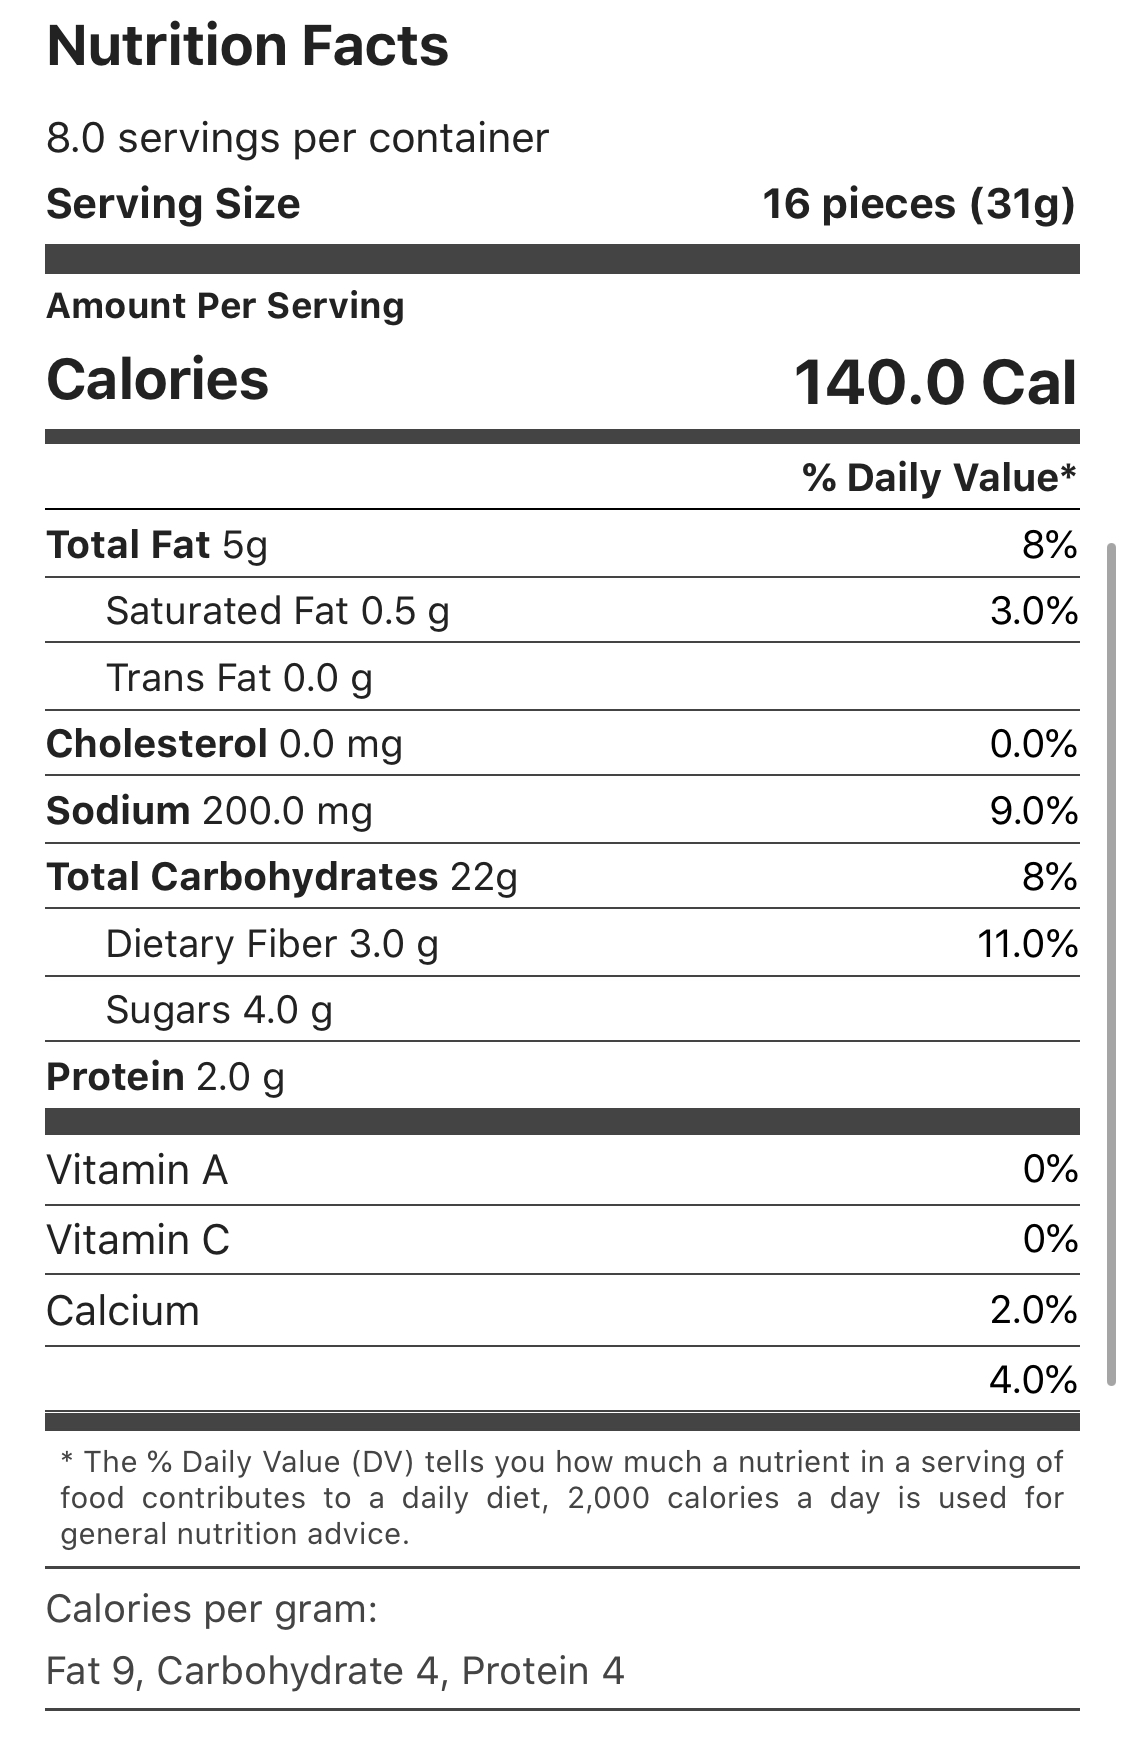 Nutrition Facts
8.0 servings per container
Serving Size 16 pieces (31g)
Amount Per Serving
Calories 140.0 Cal
% Daily Value*
Total Fat 5g 8%
Saturated Fat 0.5 g 3.0%
Trans Fat 0.0 g
Cholesterol 0.0 mg 0.0%
Sodium 200.0 mg 9.0%
Total Carbohydrates 22g 8%
Dietary Fiber 3.0 g 11.0%
Sugars 4.0 g
Protein 2.0 g
Vitamin A 0%
Vitamin C 0%
Calcium 2.0%
4.0%
* The % Daily Value (DV) tells you how much a nutrient in a serving of
food contributes to a daily diet, 2,000 calories a day is used for
general nutrition advice.
Calories per gram:
Fat 9, Carbohydrate 4, Protein 4